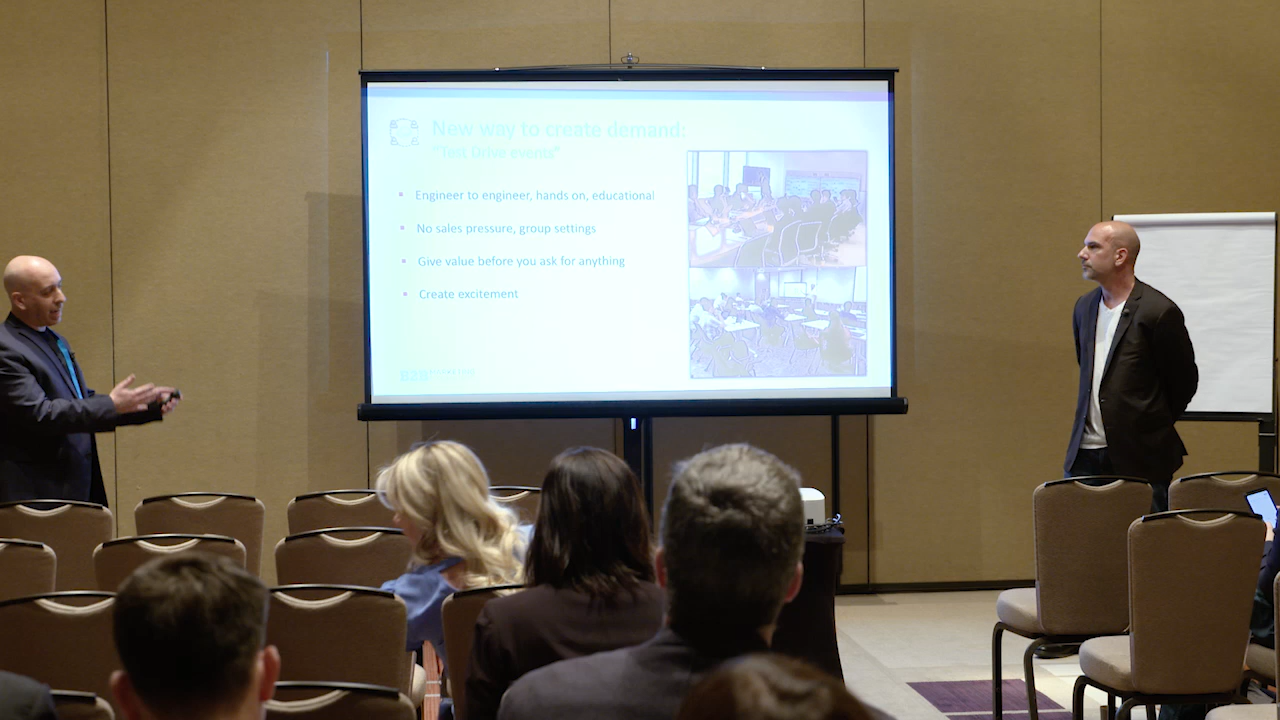 New way to create demand:
"Test Drive events"
Engineer to engineer, hands on, educational
No sales pressure, group settings
Give value before you ask for anything
Create excitement